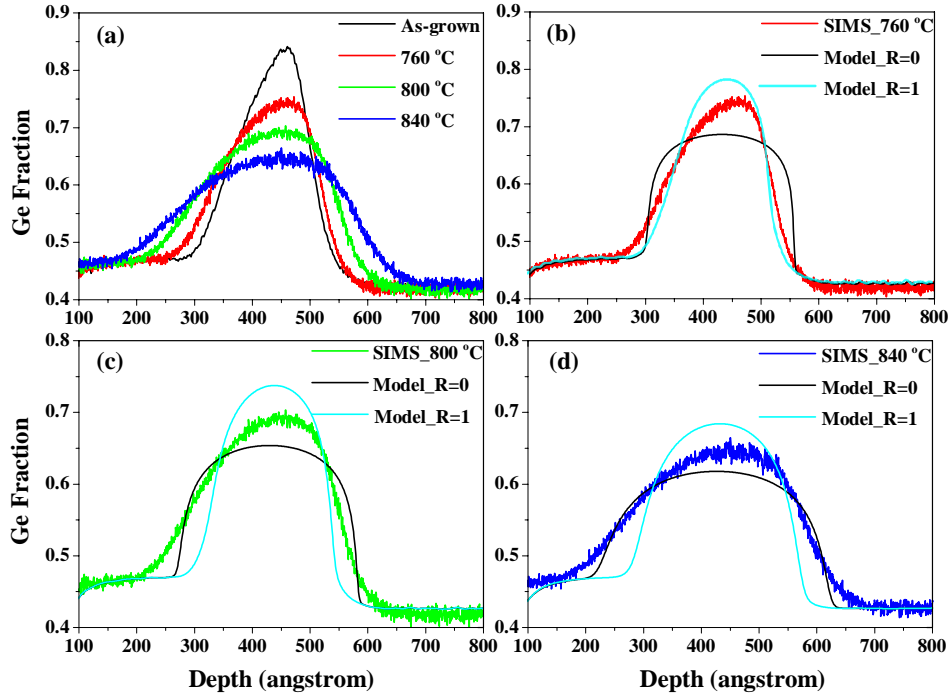 (a)
As-grown
760 °C
800 °C
840 °C
0.9
0.8
0.7
0.6
0.5
0.4
100 200 300 400 500 600 700 800
(b)
SIMS_760 °C
Model_R=0
Model_R=1
0.9
0.8
0.7
0.6
0.5
0.4
100 200 300 400 500 600 700 800
Ge Fraction
(c)
SIMS_800 °C
Model_R=0
Model_R=1
0.8
0.7
0.6
0.5
0.4
100 200 300 400 500 600 700 800
(d)
SIMS_840 °C
Model_R=0
Model_R=1
0.8
0.7
0.6
0.5
0.4
100 200 300 400 500 600 700 800
Ge Fraction
Depth (angstrom)
Depth (angstrom)